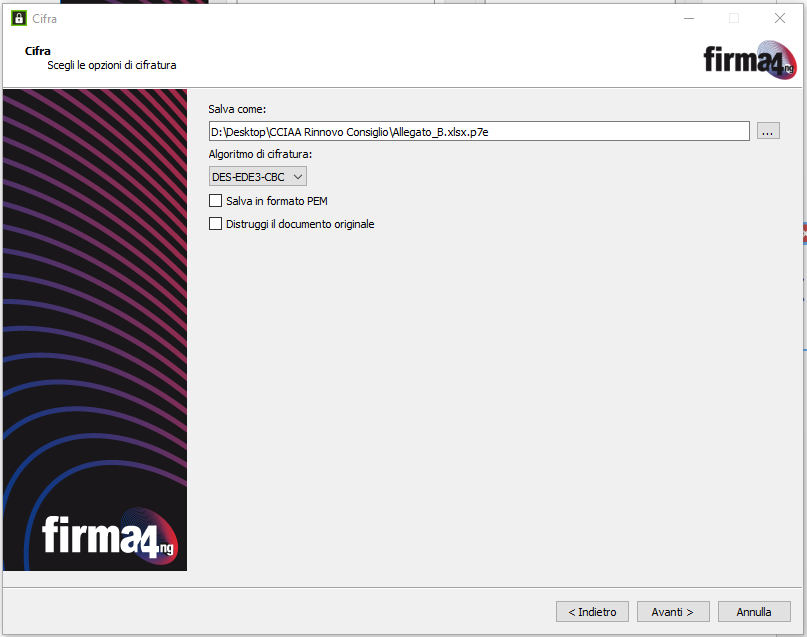 Cifra
Cifra
Scegli le opzioni di cifratura
firma4ng
Salva come:
D:\Desktop\CCIAA Rinnovo Consiglio\Allegato_B.xlsx.p7e
...
Algoritmo di cifratura:
DES-EDE3-CBC
Salva in formato PEM
Distruggi il documento originale
firma4ng
< Indietro
Avanti >
Annulla